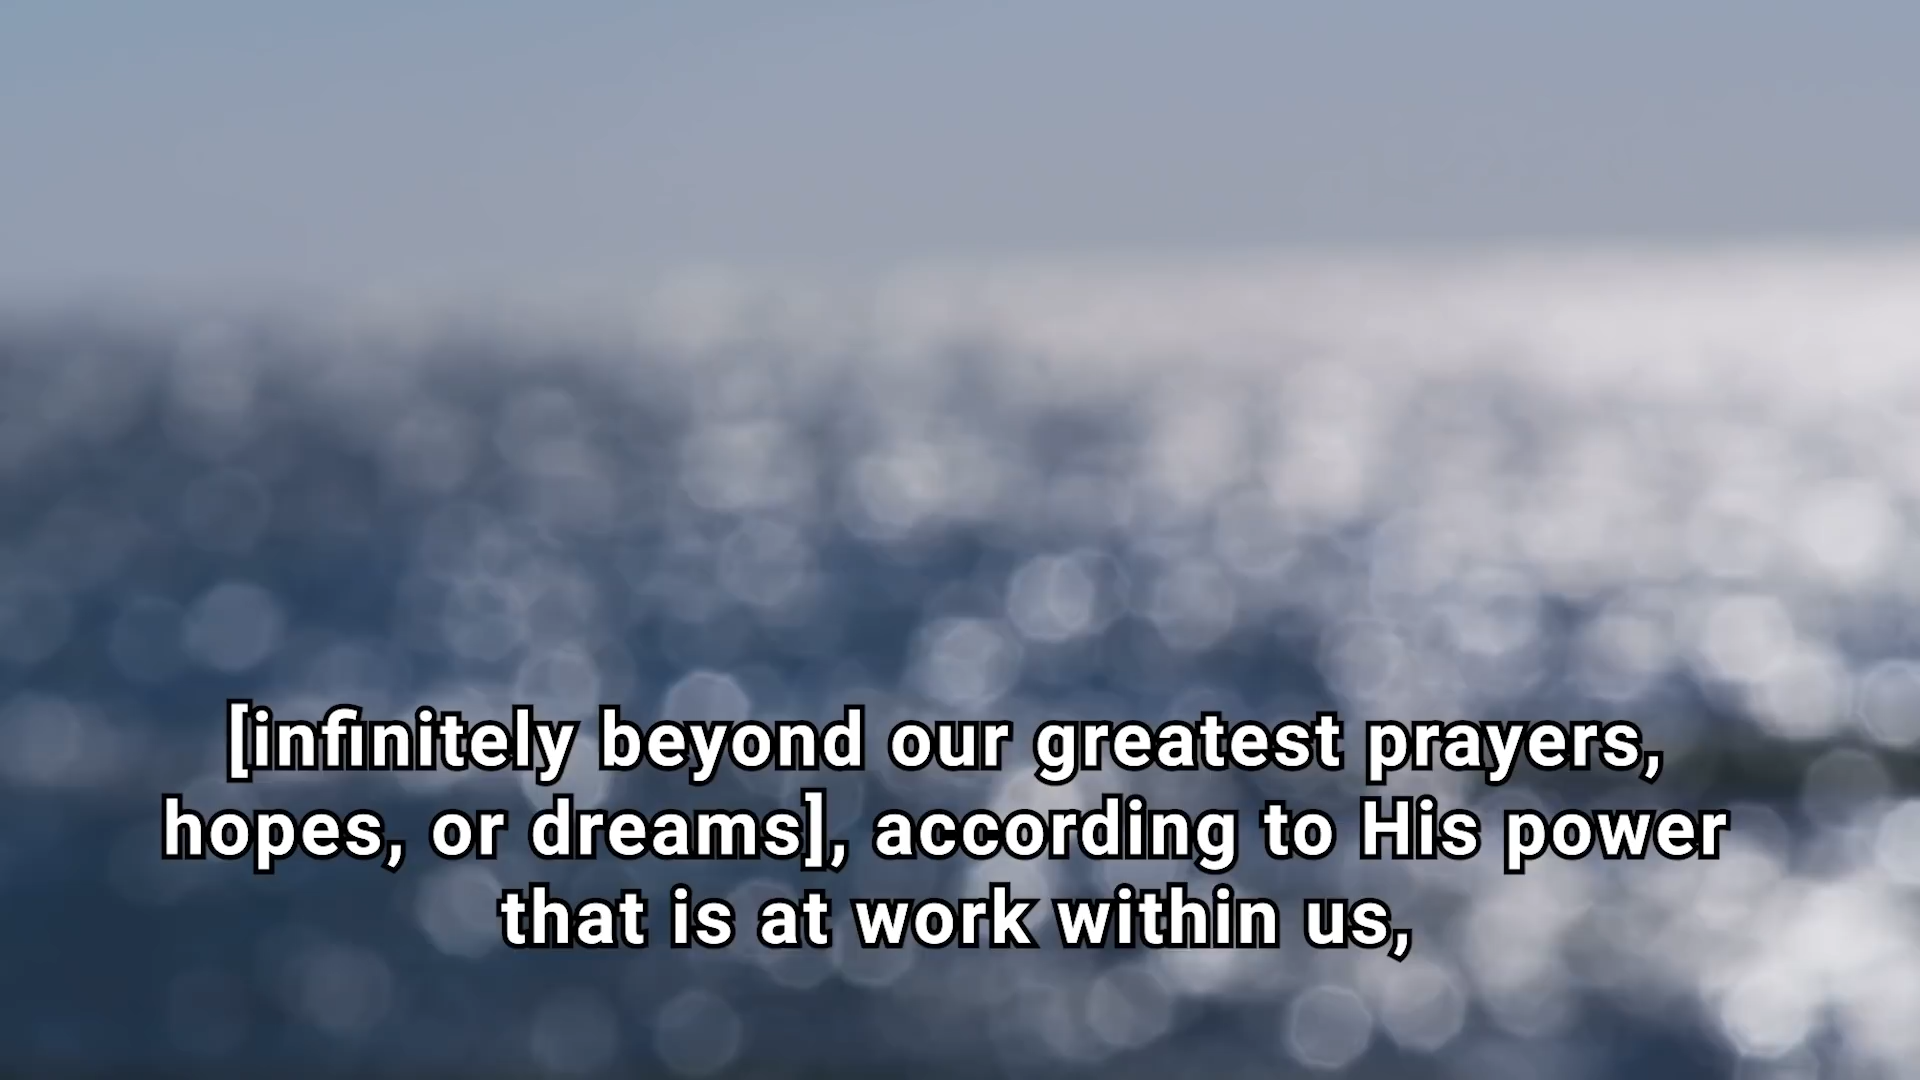 [infinitely beyond our greatest prayers,
hopes, or dreams], according to His power
that is at work within us,